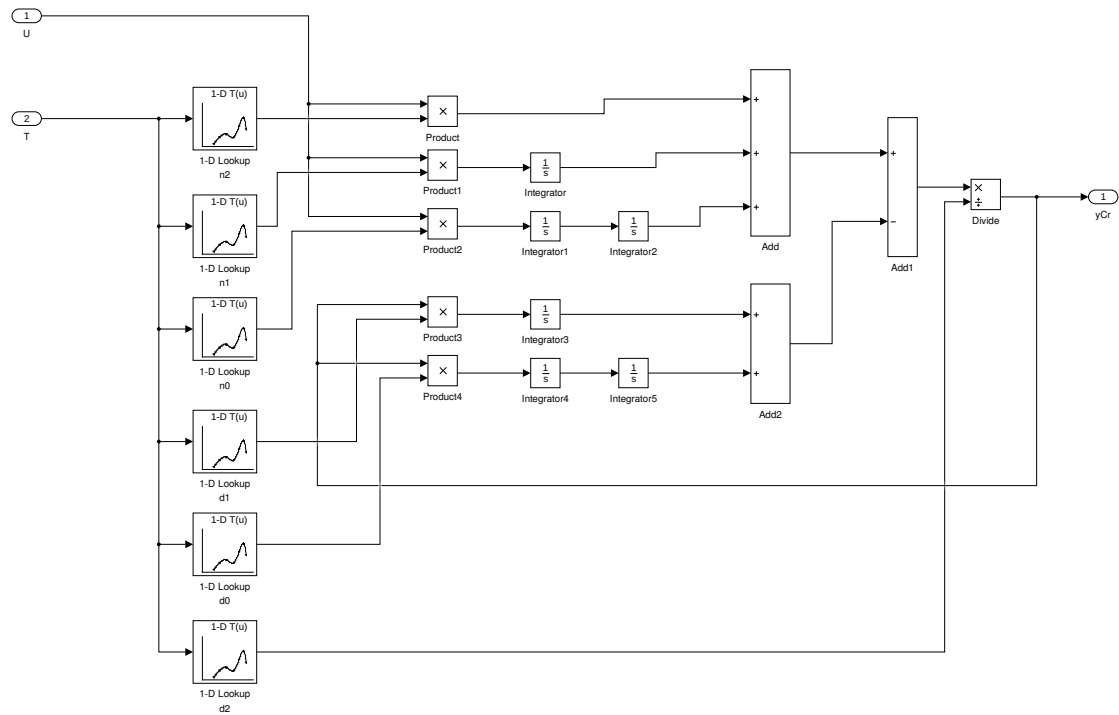 1
U
2
T
1-D T(u)
1-D Lookup
n2
1-D T(u)
1-D Lookup
n1
1-D T(u)
1-D Lookup
n0
1-D T(u)
1-D Lookup
d1
1-D T(u)
1-D Lookup
d0
1-D T(u)
1-D Lookup
d2
×
Product
×
Product1
×
Product2
×
Product3
×
Product4
1
s
Integrator
1
s
Integrator1
1
s
Integrator2
1
s
Integrator3
1
s
Integrator4
1
s
Integrator5
+
+
+
Add
+
+
Add2
+
−
Add1
×
÷
Divide
1
yCr